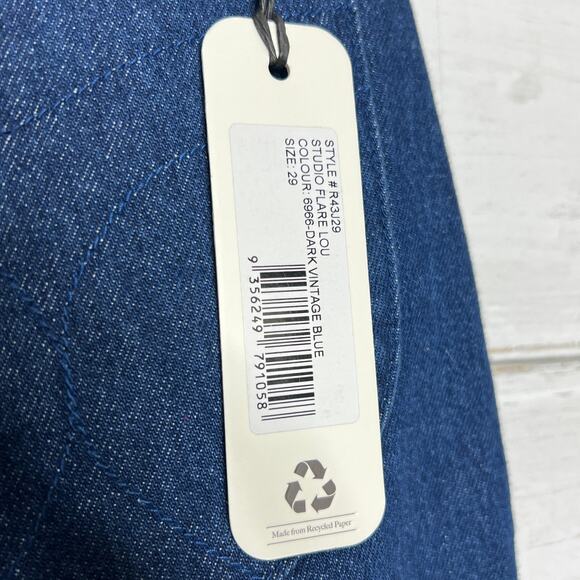 STYLE # R43J29
STUDIO FLARE LOU
COLOUR: 6966-DARK VINTAGE BLUE
SIZE: 29
9 356249 791058
Made from Recycled Paper